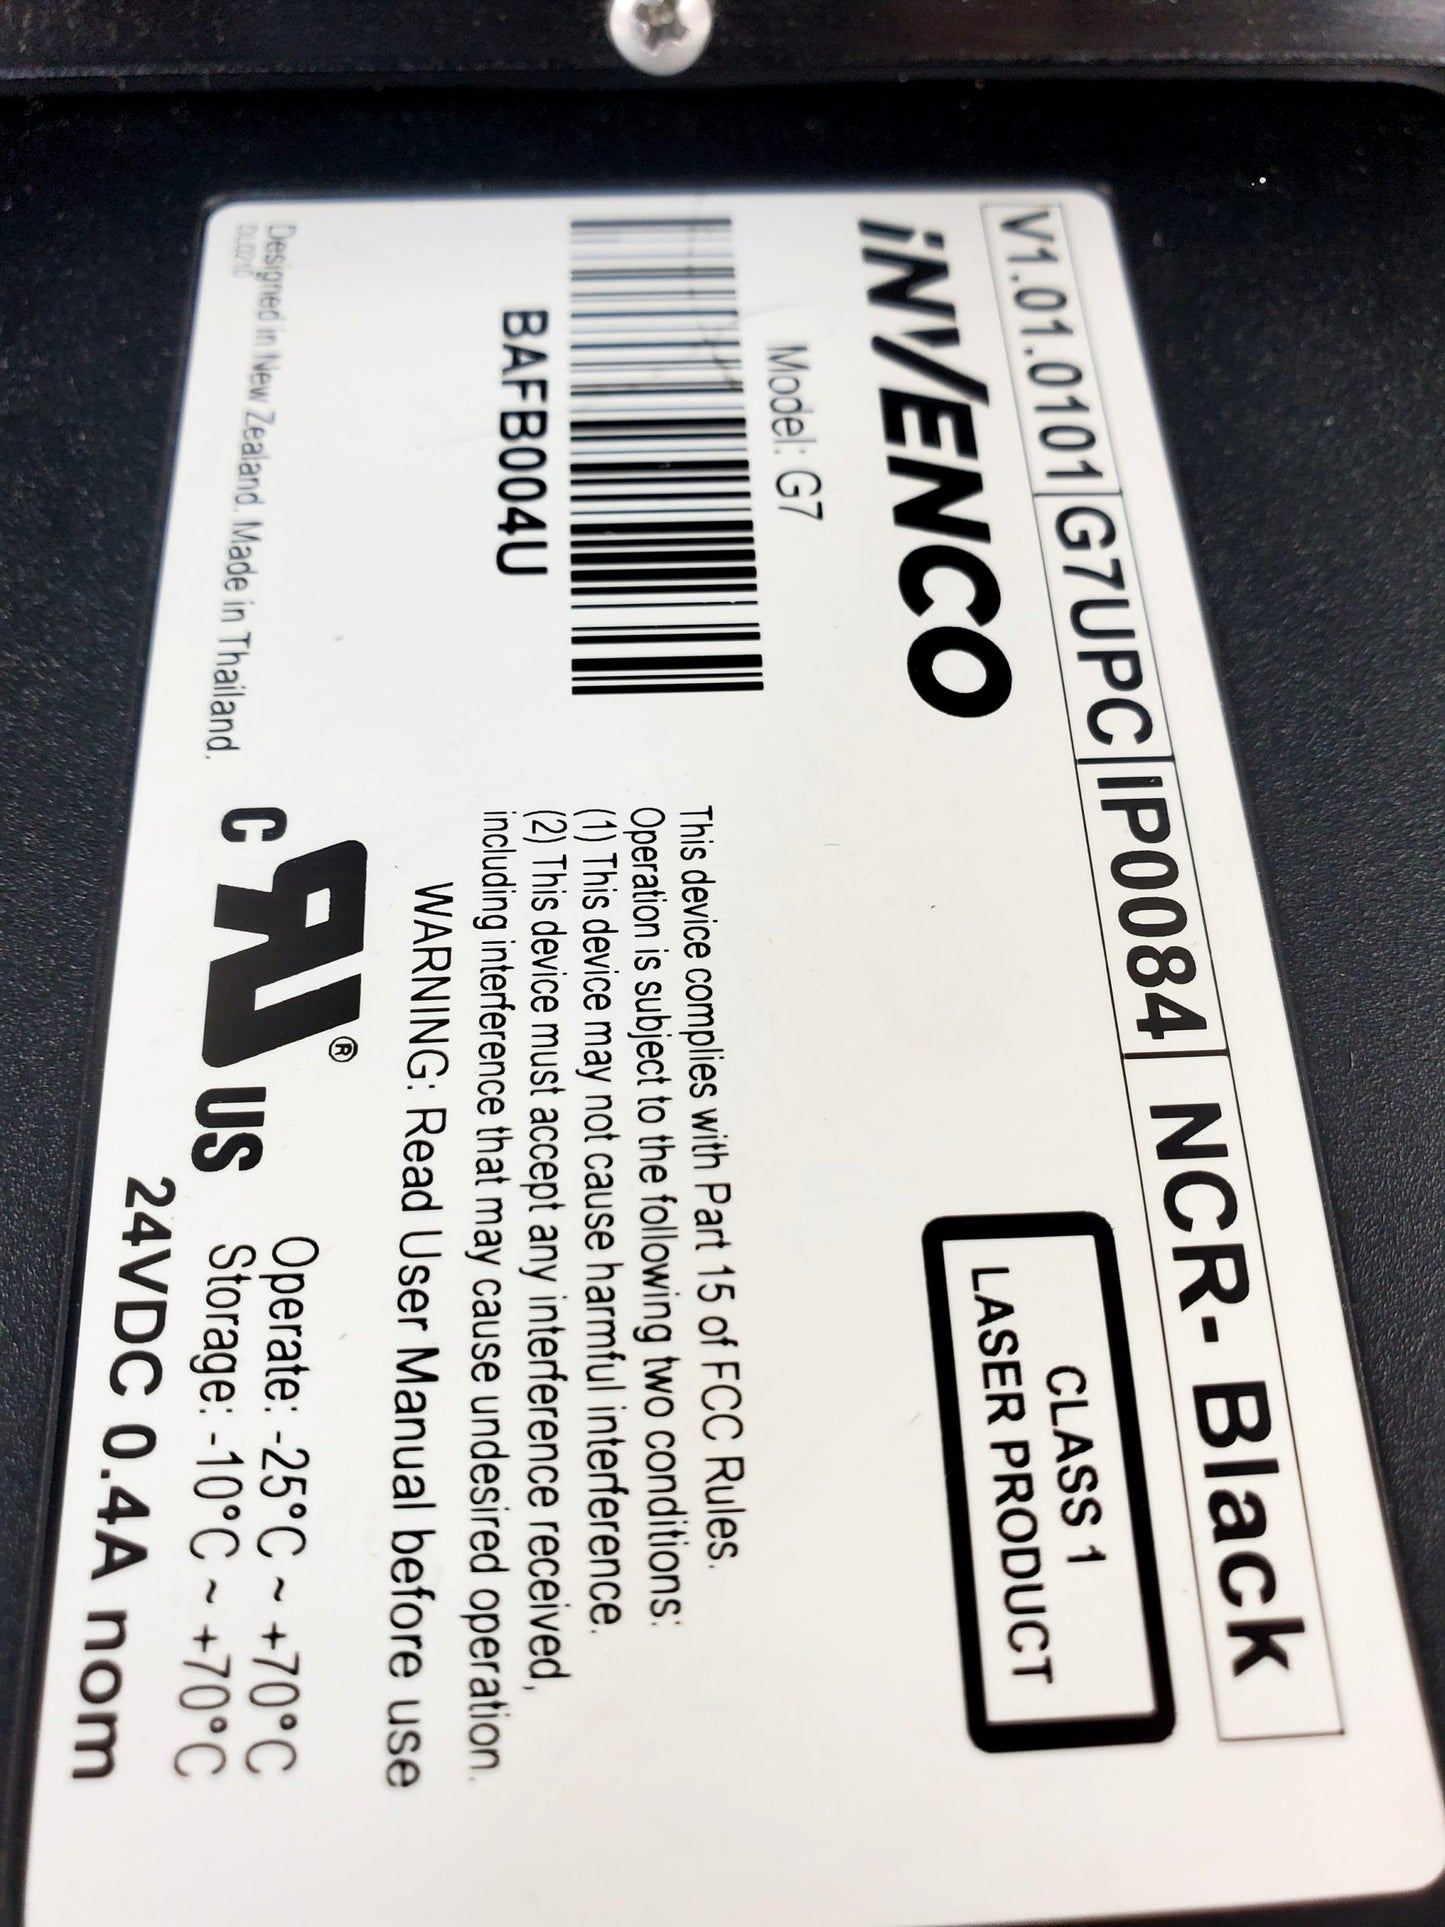 V1.01.0101 G7UPC IP0084 NCR- Black
iNVENCO
CLASS 1
LASER PRODUCT
Model: G7
BAFB004U
This device complies with Part 15 of FCC Rules.
Operation is subject to the following two conditions:
(1) This device may not cause harmful interference.
(2) This device must accept any interference received,
including interference that may cause undesired operation.
WARNING: Read User Manual before use
Designed in New Zealand. Made in Thailand.
C RU® US
Operate: -25°C ~ +70°C
Storage: -10°C ~ +70°C
24VDC 0.4A nom